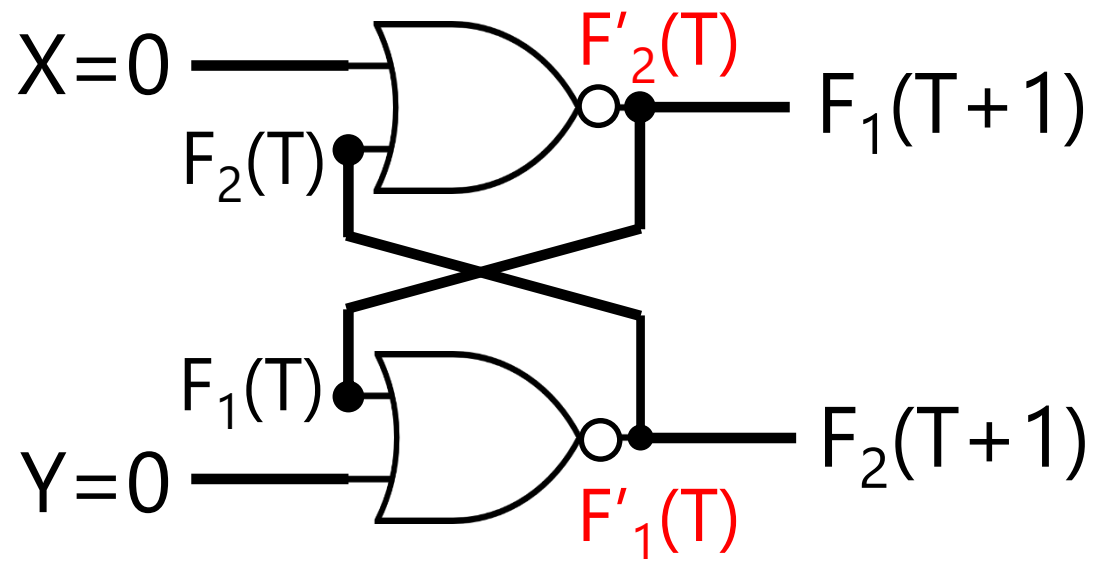 X=0
F′₂(T)
F₁(T+1)
F₂(T)
F₁(T)
Y=0
F₂(T+1)
F′₁(T)